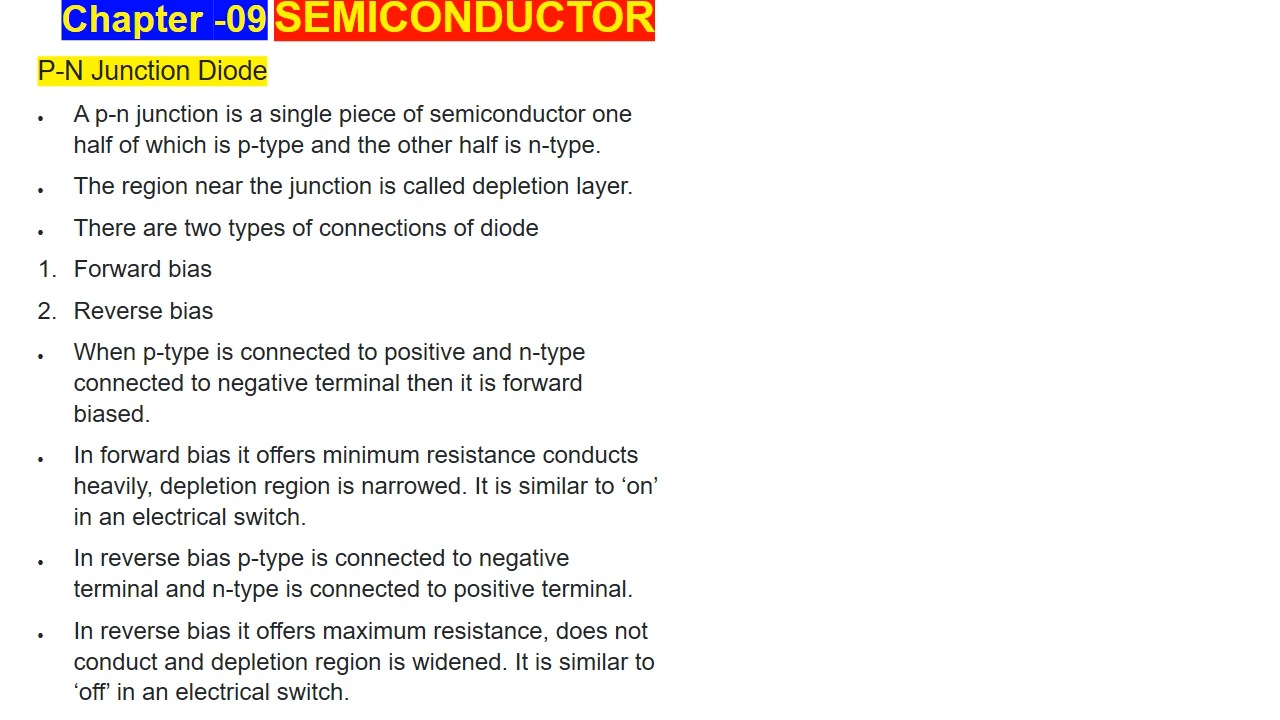 Chapter -09 SEMICONDUCTOR
P-N Junction Diode
• A p-n junction is a single piece of semiconductor one
half of which is p-type and the other half is n-type.
• The region near the junction is called depletion layer.
• There are two types of connections of diode
1. Forward bias
2. Reverse bias
• When p-type is connected to positive and n-type
connected to negative terminal then it is forward
biased.
• In forward bias it offers minimum resistance conducts
heavily, depletion region is narrowed. It is similar to ‘on’
in an electrical switch.
• In reverse bias p-type is connected to negative
terminal and n-type is connected to positive terminal.
• In reverse bias it offers maximum resistance, does not
conduct and depletion region is widened. It is similar to
‘off’ in an electrical switch.